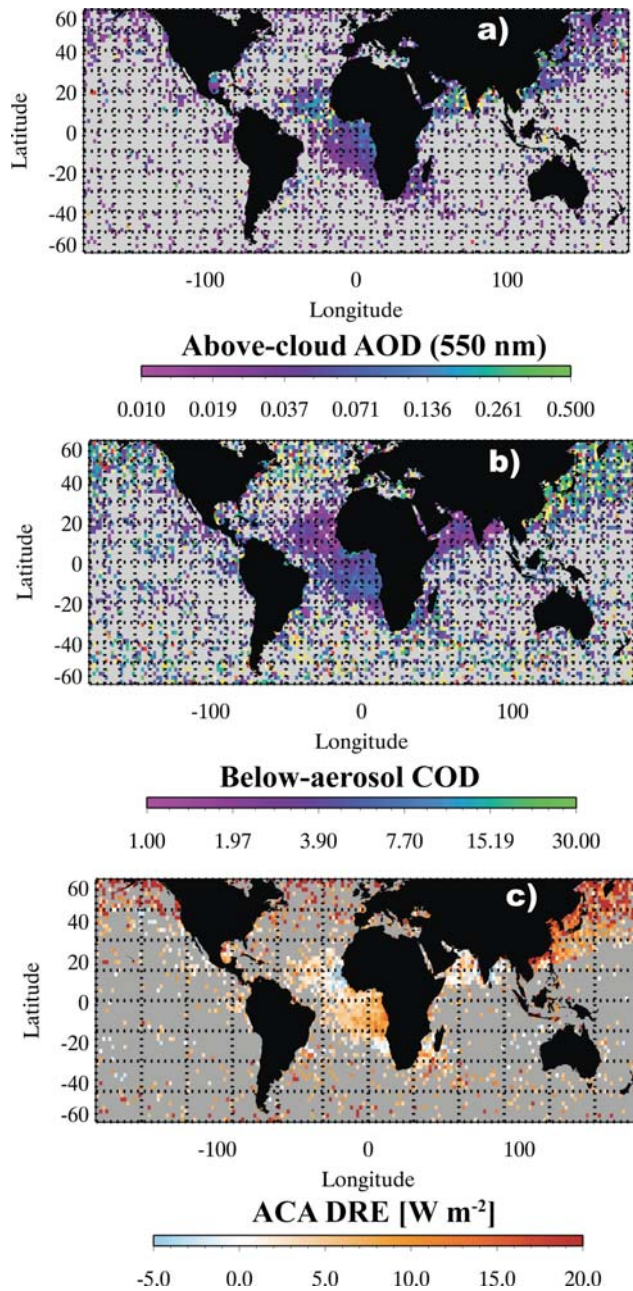 a)
60
40
20
0
-20
-40
-60
Latitude
-100 0 100
Longitude
Above-cloud AOD (550 nm)
0.010 0.019 0.037 0.071 0.136 0.261 0.500
b)
60
40
20
0
-20
-40
-60
Latitude
-100 0 100
Longitude
Below-aerosol COD
1.00 1.97 3.90 7.70 15.19 30.00
c)
60
40
20
0
-20
-40
-60
Latitude
-100 0 100
Longitude
ACA DRE [W m⁻²]
-5.0 0.0 5.0 10.0 15.0 20.0